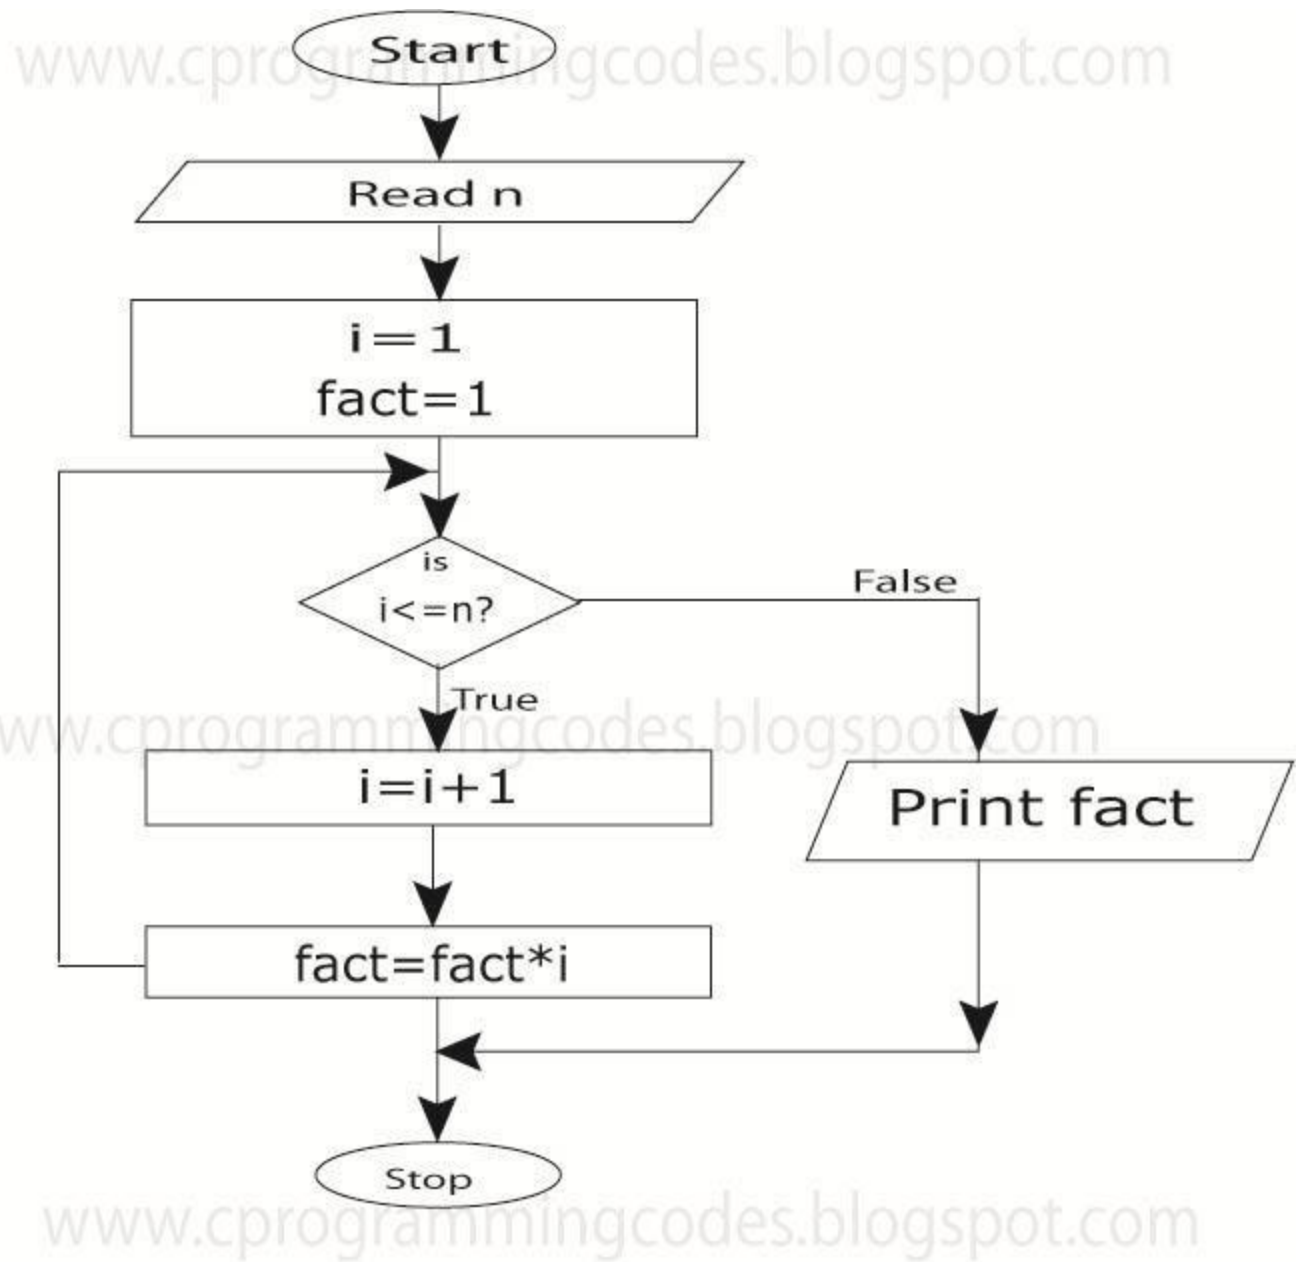 www.cprogrammingcodes.blogspot.com
Start
Read n
i=1
fact=1
is
i<=n?
False
True
ww.cprogrammingcodes.blogspot.com
i=i+1
Print fact
fact=fact*i
Stop
www.cprogrammingcodes.blogspot.com